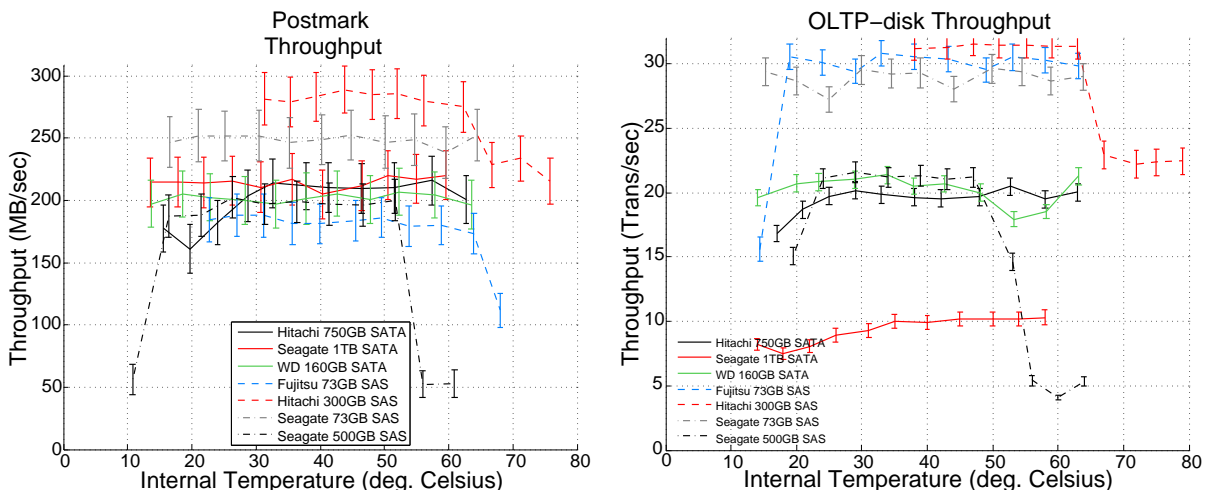 Postmark
Throughput
Throughput (MB/sec)
300
250
200
150
100
50
0
0 10 20 30 40 50 60 70 80
Internal Temperature (deg. Celsius)
Hitachi 750GB SATA
Seagate 1TB SATA
WD 160GB SATA
Fujitsu 73GB SAS
Hitachi 300GB SAS
Seagate 73GB SAS
Seagate 500GB SAS
OLTP−disk Throughput
Throughput (Trans/sec)
30
25
20
15
10
5
0
0 10 20 30 40 50 60 70 80
Internal Temperature (deg. Celsius)
Hitachi 750GB SATA
Seagate 1TB SATA
WD 160GB SATA
Fujitsu 73GB SAS
Hitachi 300GB SAS
Seagate 73GB SAS
Seagate 500GB SAS